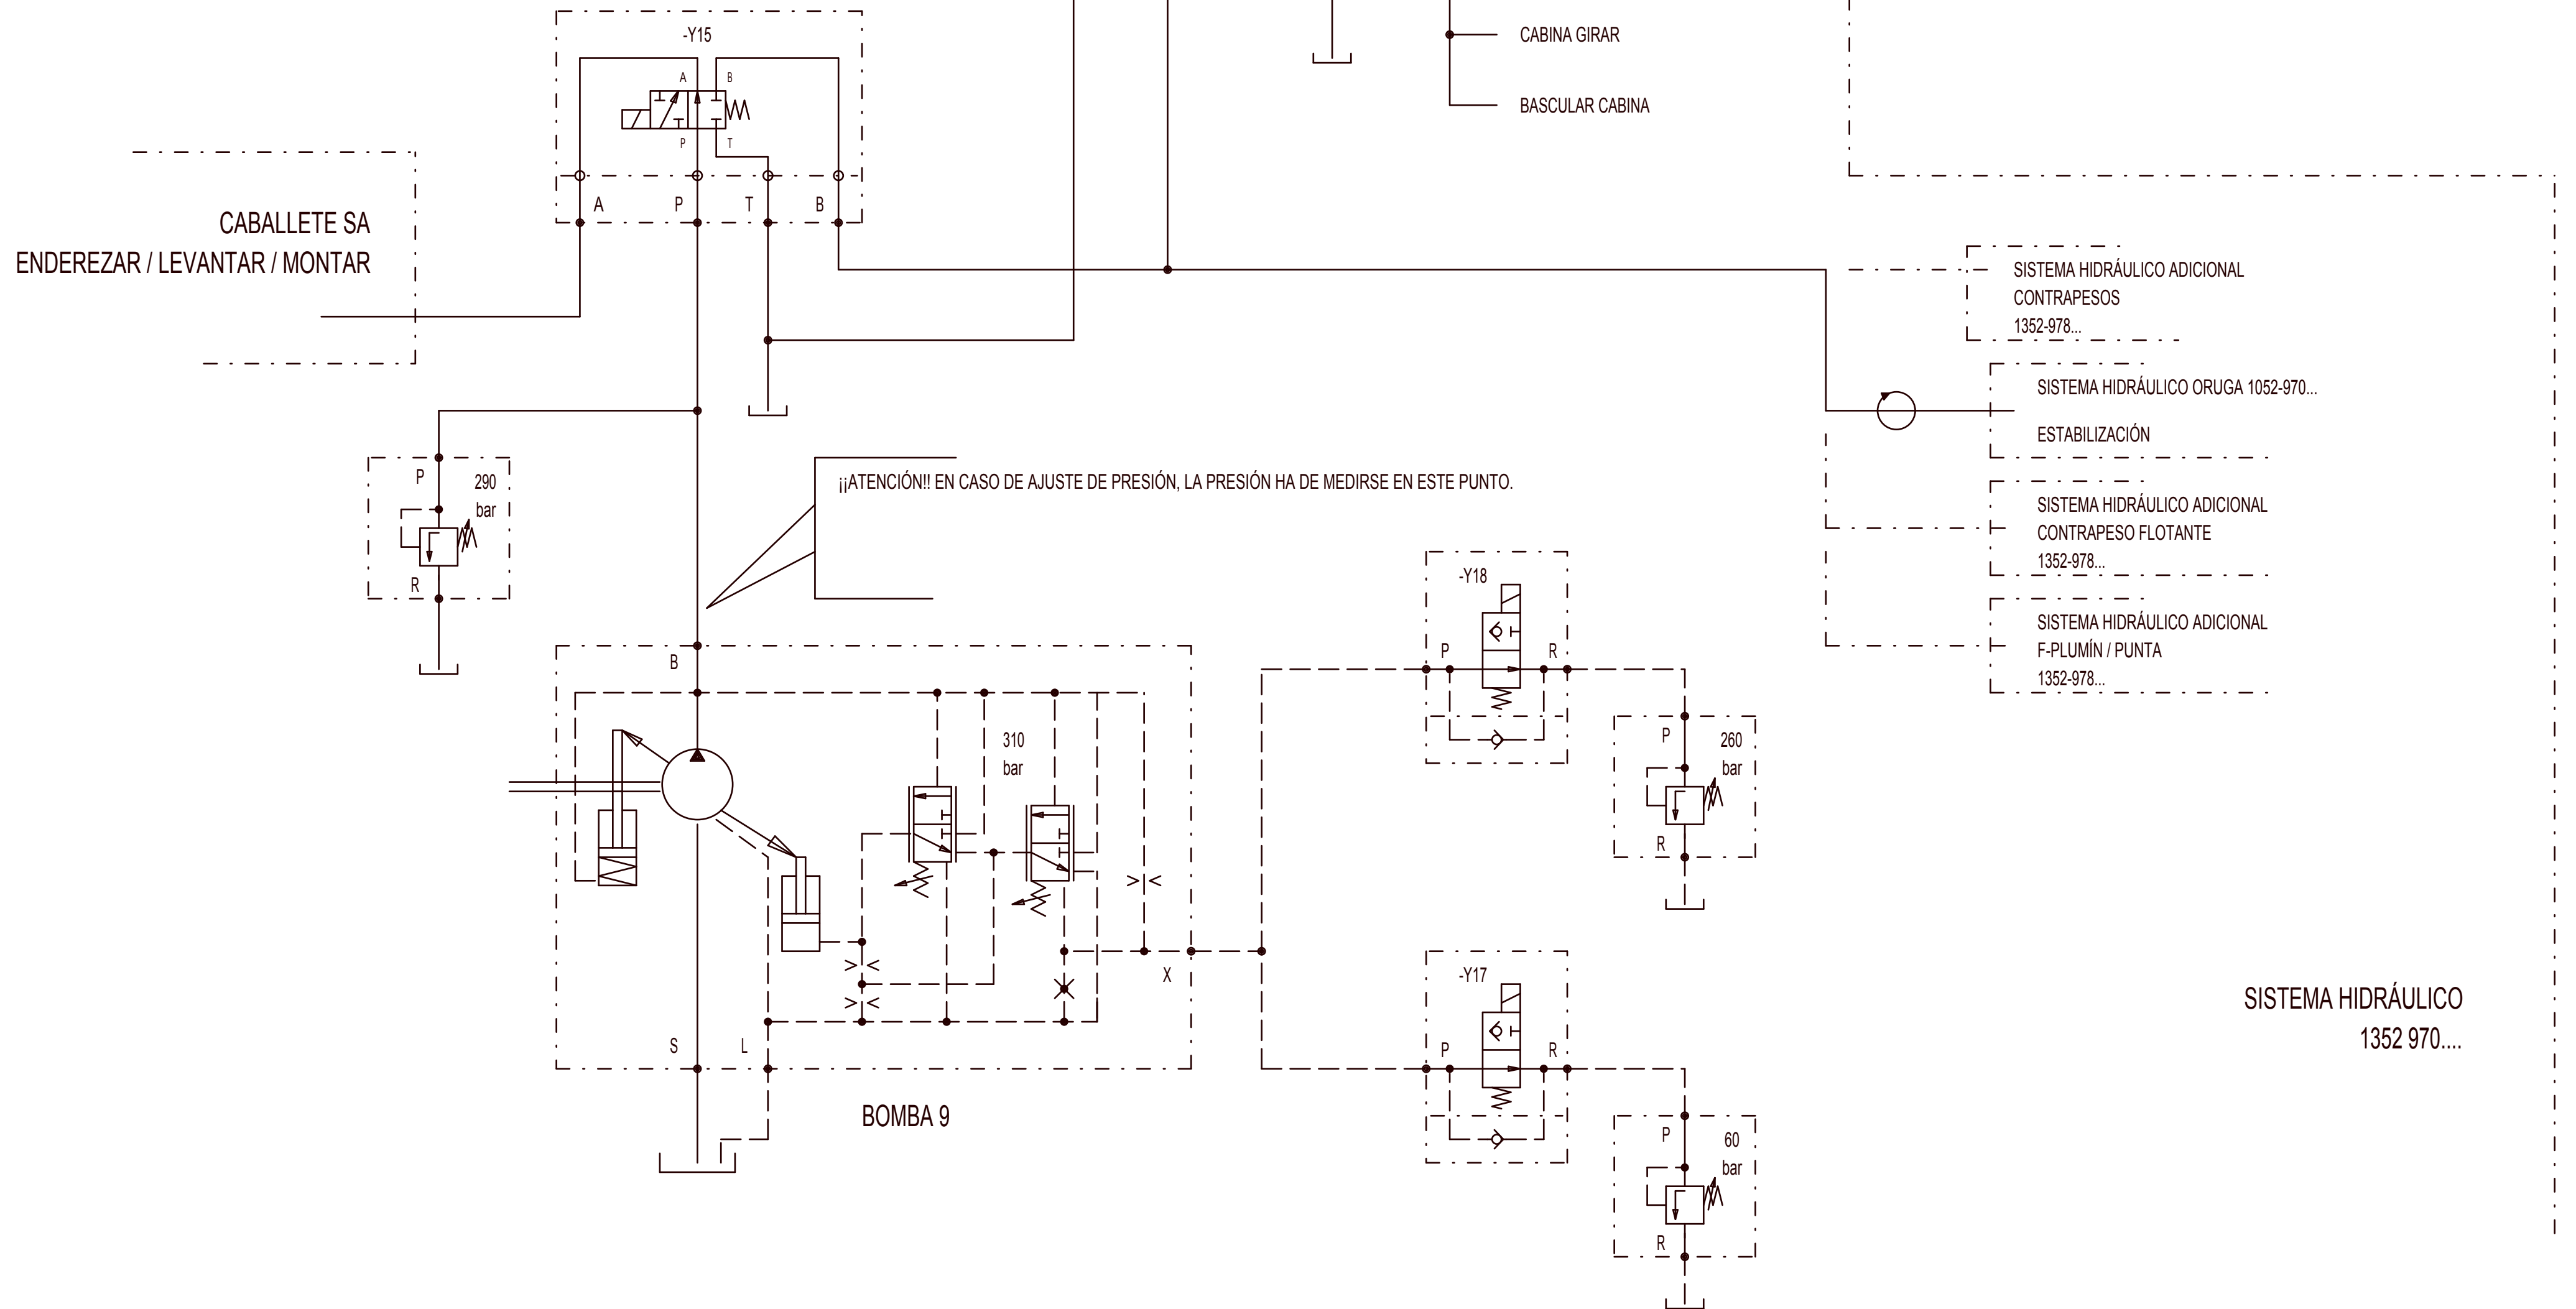 -Y15
A
B
P
T
A
P
T
B
CABINA GIRAR
BASCULAR CABINA
CABALLETE SA
ENDEREZAR / LEVANTAR / MONTAR
SISTEMA HIDRÁULICO ADICIONAL
CONTRAPESOS
1352-978...
SISTEMA HIDRÁULICO ORUGA 1052-970...
ESTABILIZACIÓN
SISTEMA HIDRÁULICO ADICIONAL
CONTRAPESO FLOTANTE
1352-978...
SISTEMA HIDRÁULICO ADICIONAL
F-PLUMÍN / PUNTA
1352-978...
P
290
bar
R
¡¡ATENCIÓN!! EN CASO DE AJUSTE DE PRESIÓN, LA PRESIÓN HA DE MEDIRSE EN ESTE PUNTO.
B
310
bar
X
S
L
BOMBA 9
-Y18
P
R
P
260
bar
R
-Y17
P
R
P
60
bar
R
SISTEMA HIDRÁULICO
1352 970....